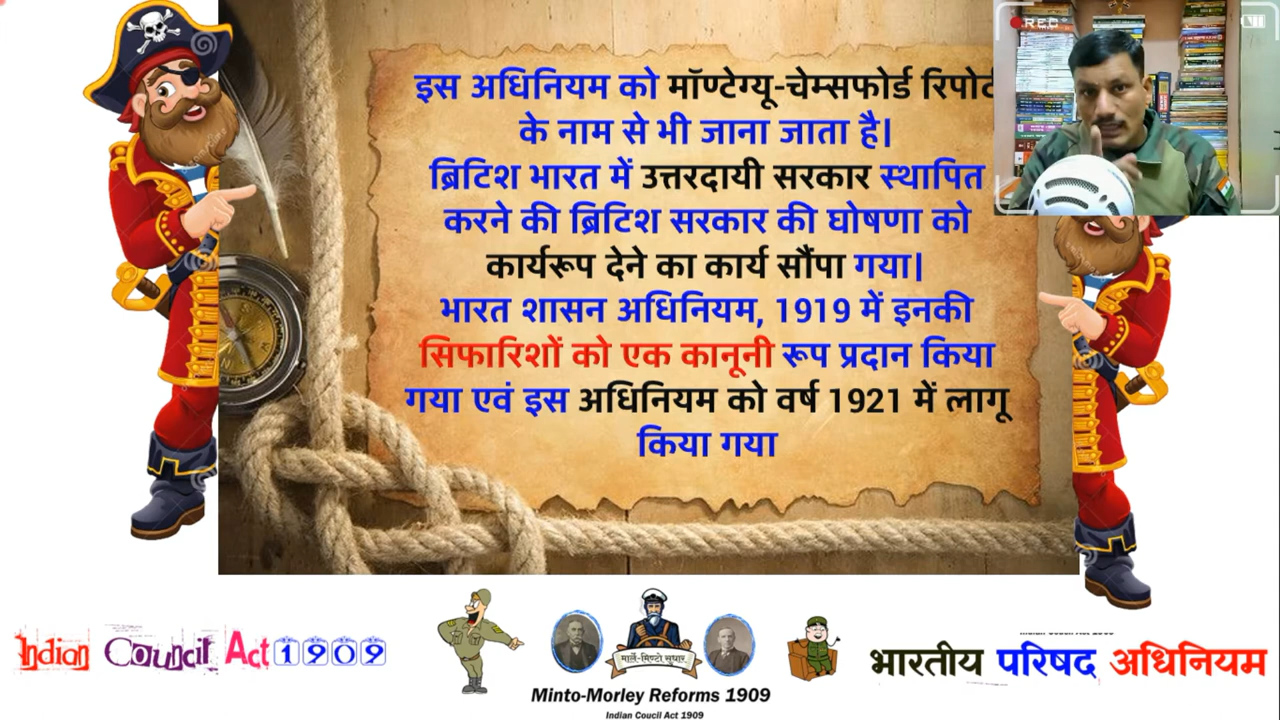 इस अधिनियम को मॉण्टेग्यू-चेम्सफोर्ड रिपोर्ट
के नाम से भी जाना जाता है|
ब्रिटिश भारत में उत्तरदायी सरकार स्थापित
करने की ब्रिटिश सरकार की घोषणा को
कार्यरूप देने का कार्य सौंपा गया|
भारत शासन अधिनियम, 1919 में इनकी
सिफारिशों को एक कानूनी रूप प्रदान किया
गया एवं इस अधिनियम को वर्ष 1921 में लागू
किया गया
REC
Indian Council Act 1909
मार्ले-मिण्टो सुधार
Minto-Morley Reforms 1909
Indian Coucil Act 1909
भारतीय परिषद अधिनियम